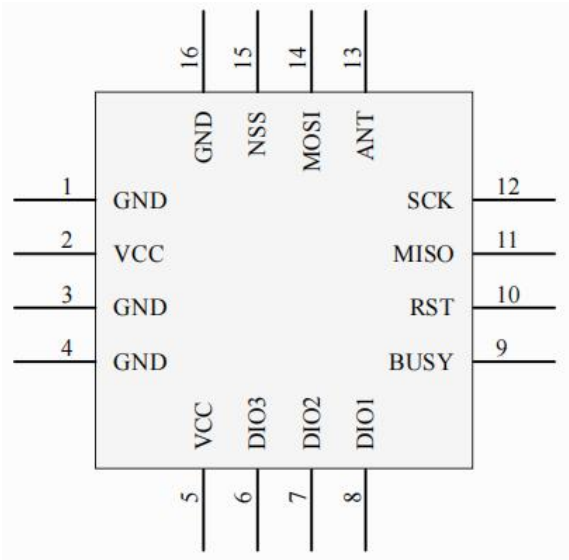 16 15 14 13
GND NSS MOSI ANT
1 GND SCK 12
2 VCC MISO 11
3 GND RST 10
4 GND BUSY 9
VCC DIO3 DIO2 DIO1
5 6 7 8